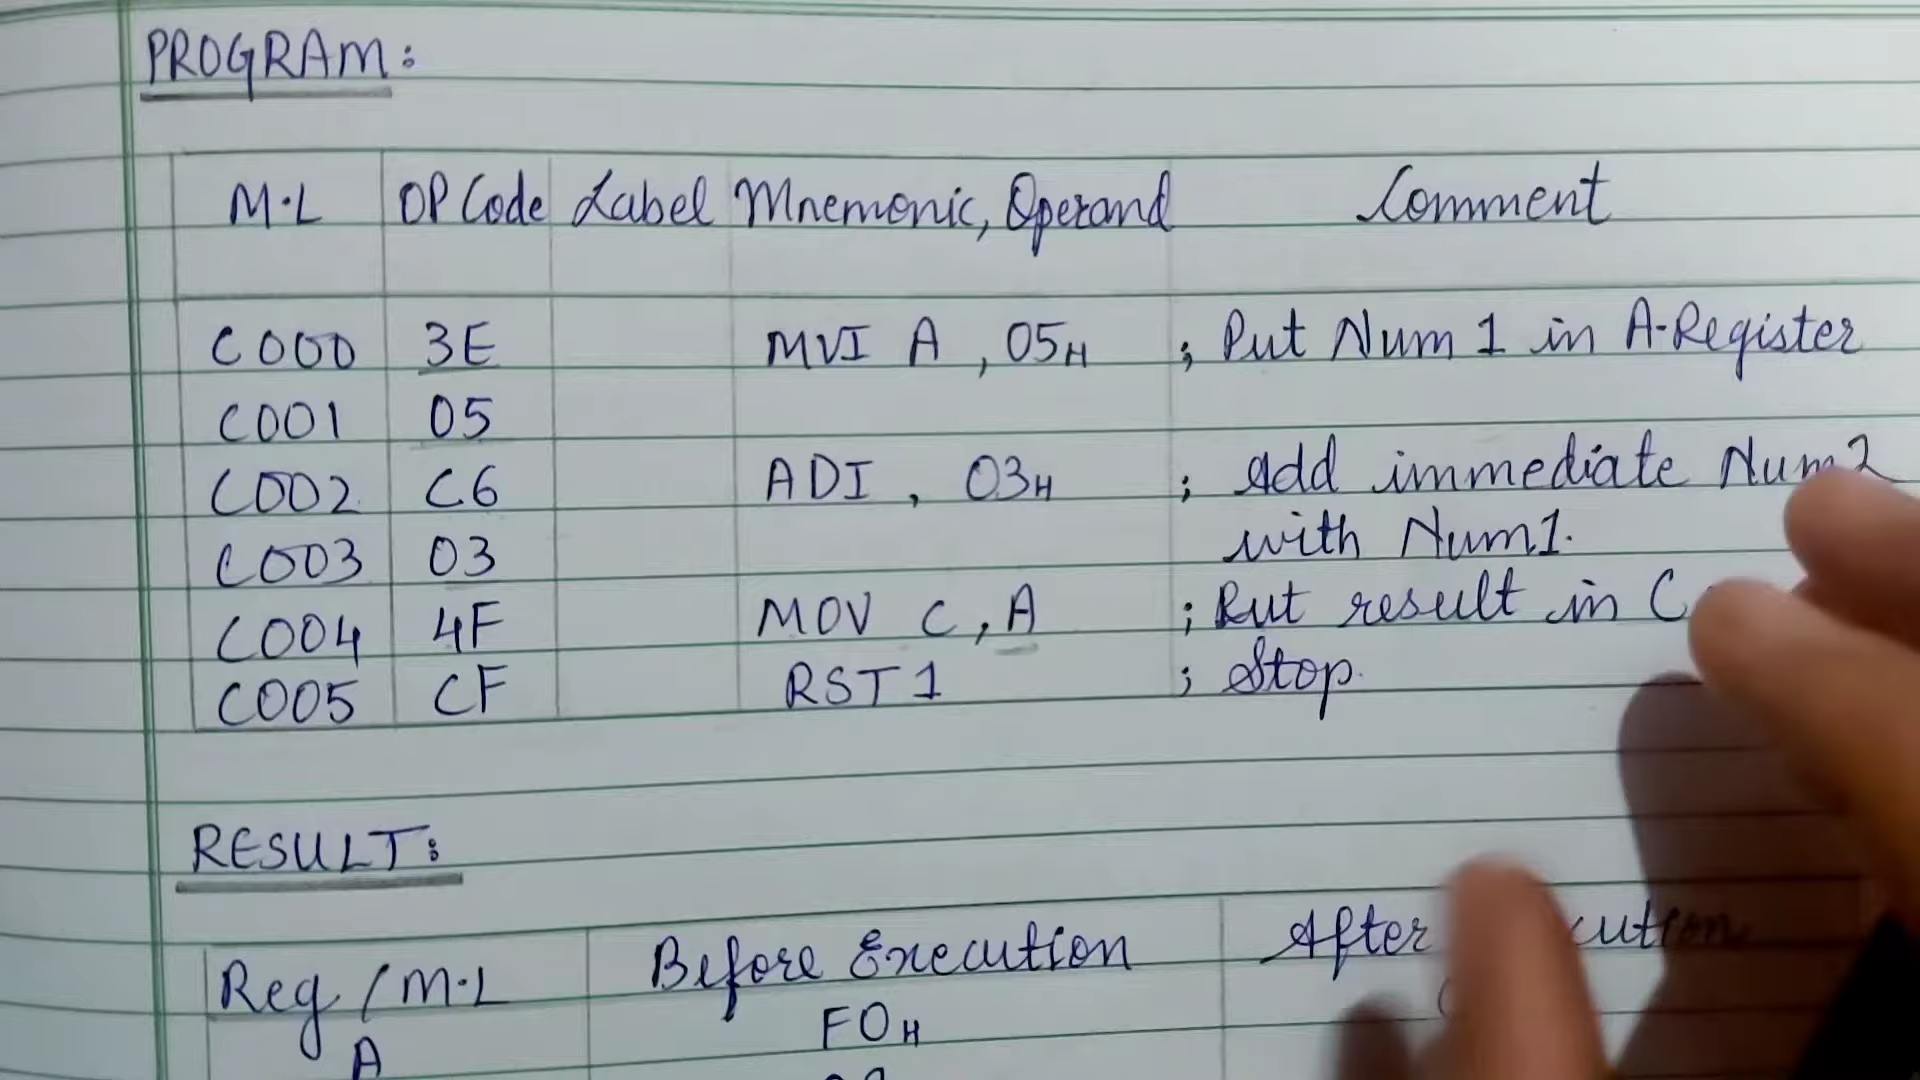 PROGRAM:
M.L OP Code Label Mnemonic, Operand Comment
C000 3E MVI A, 05H ; Put Num 1 in A-Register
C001 05
C002 C6 ADI, 03H ; Add immediate Num2
C003 03 with Num1.
C004 4F MOV C, A ; Put result in C
C005 CF RST 1 ; Stop.
RESULT:
Reg / M.L Before Execution After
A F0H